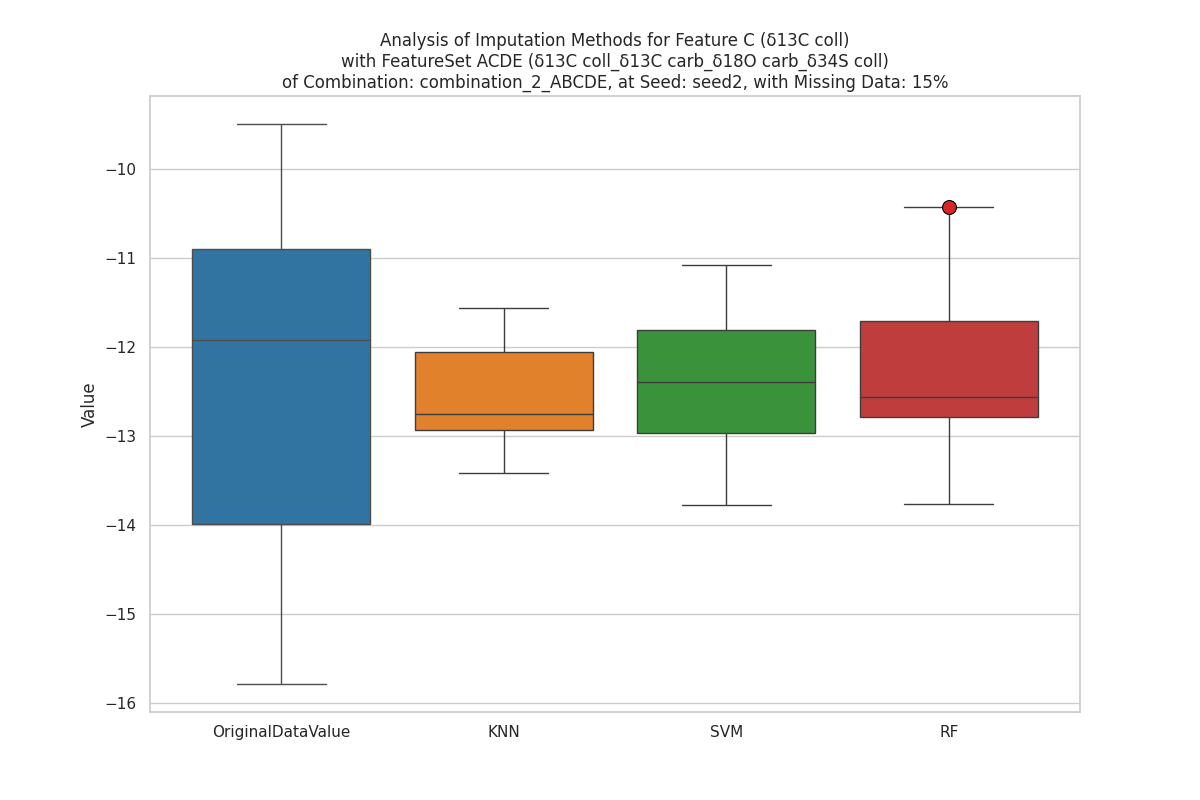 Analysis of Imputation Methods for Feature C (δ13C coll)
with FeatureSet ACDE (δ13C coll_δ13C carb_δ18O carb_δ34S coll)
of Combination: combination_2_ABCDE, at Seed: seed2, with Missing Data: 15%
Value
−10
−11
−12
−13
−14
−15
−16
OriginalDataValue
KNN
SVM
RF